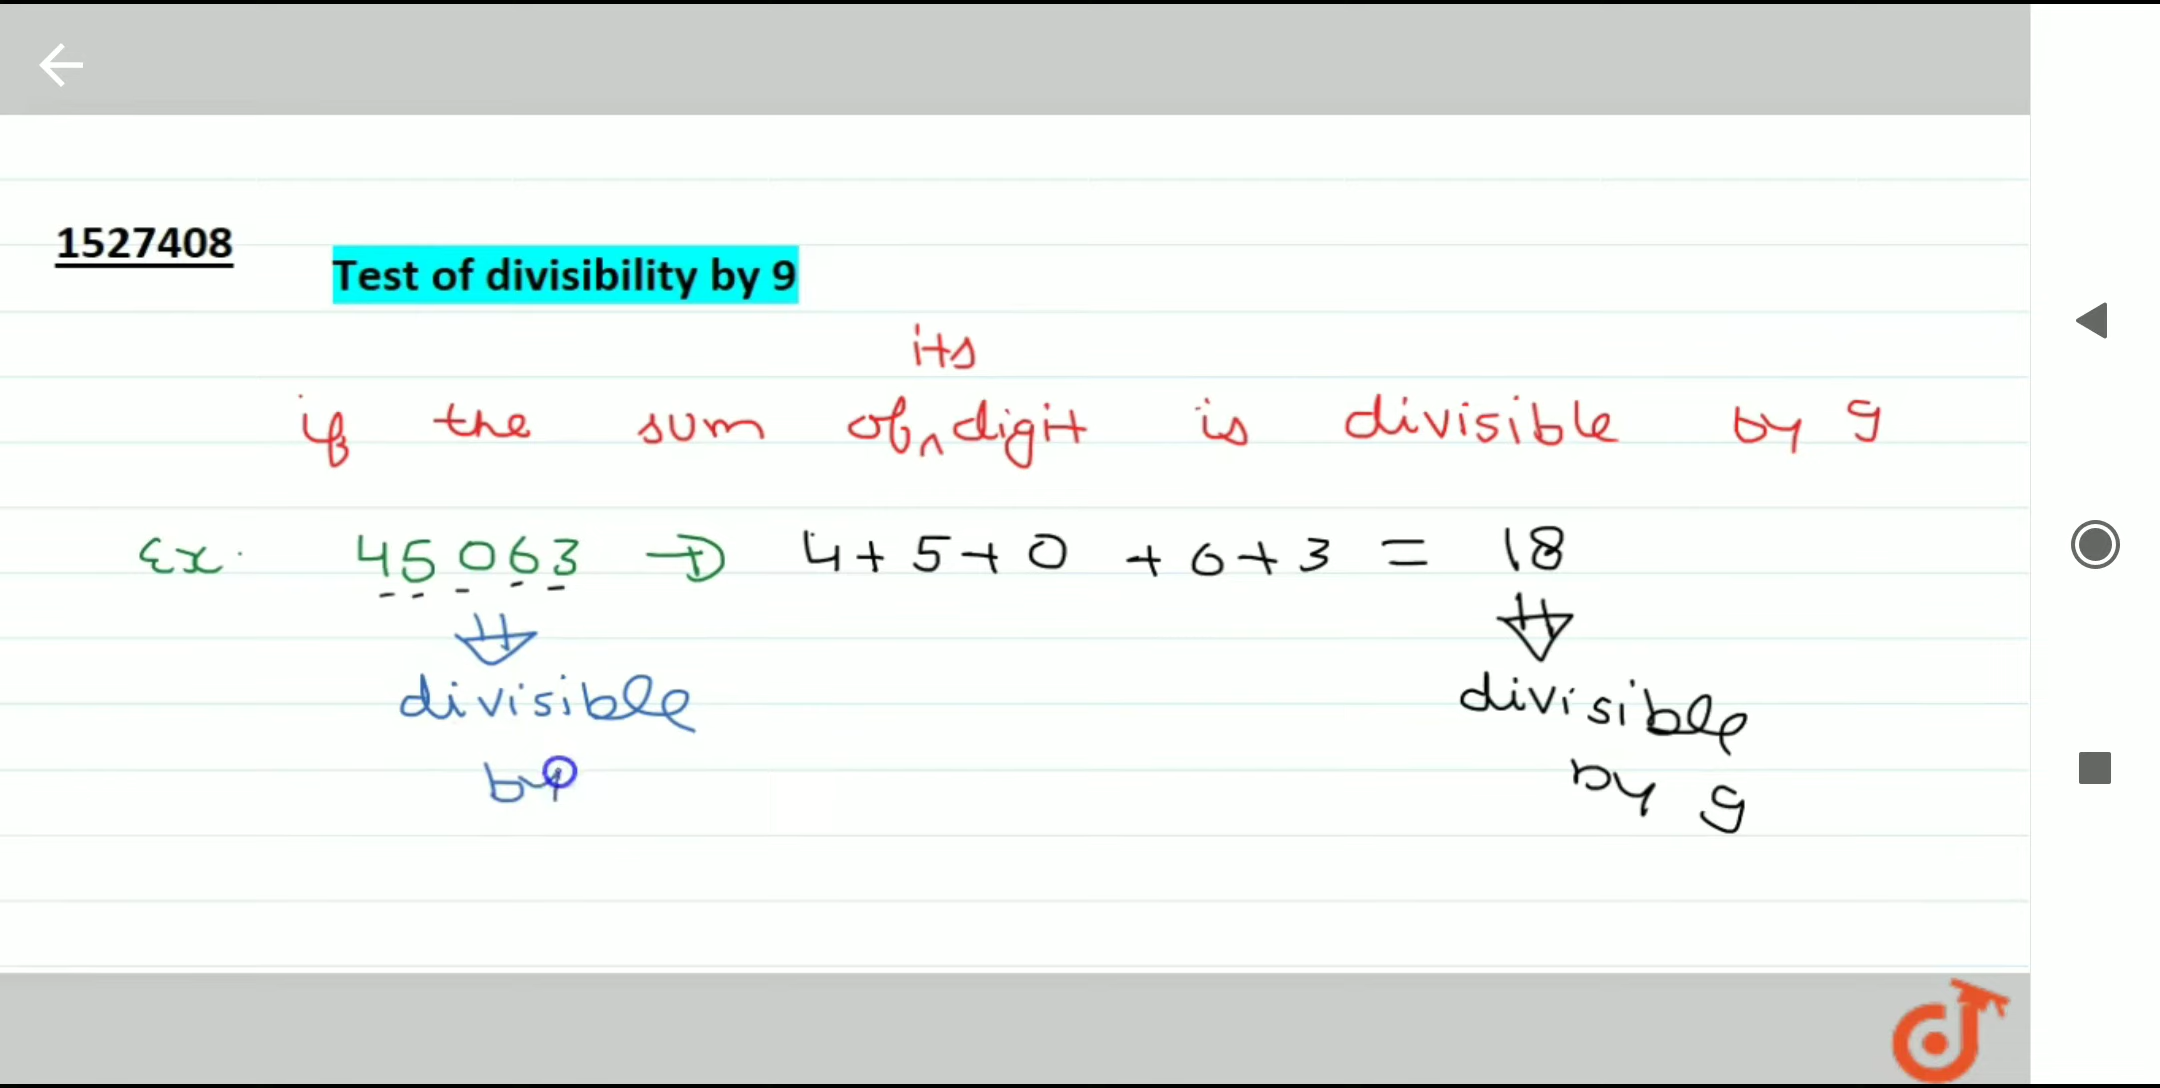 1527408
Test of divisibility by 9
its
if the sum of digit is divisible by 9
Ex. 45063 → 4+5+0+6+3 = 18
divisible divisible
by by 9